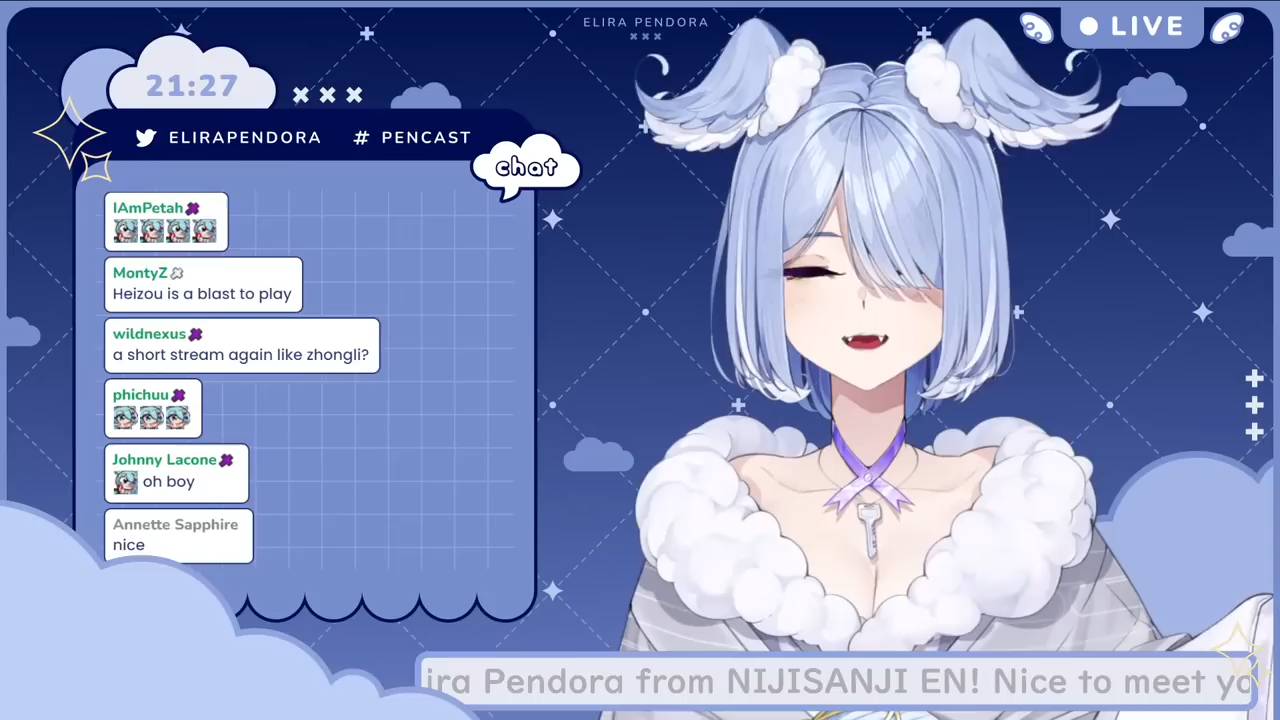 ELIRA PENDORA
LIVE
21:27
ELIRAPENDORA # PENCAST
chat
IAmPetah
MontyZ
Heizou is a blast to play
wildnexus
a short stream again like zhongli?
phichuu
Johnny Lacone
oh boy
Annette Sapphire
nice
ira Pendora from NIJISANJI EN! Nice to meet yo